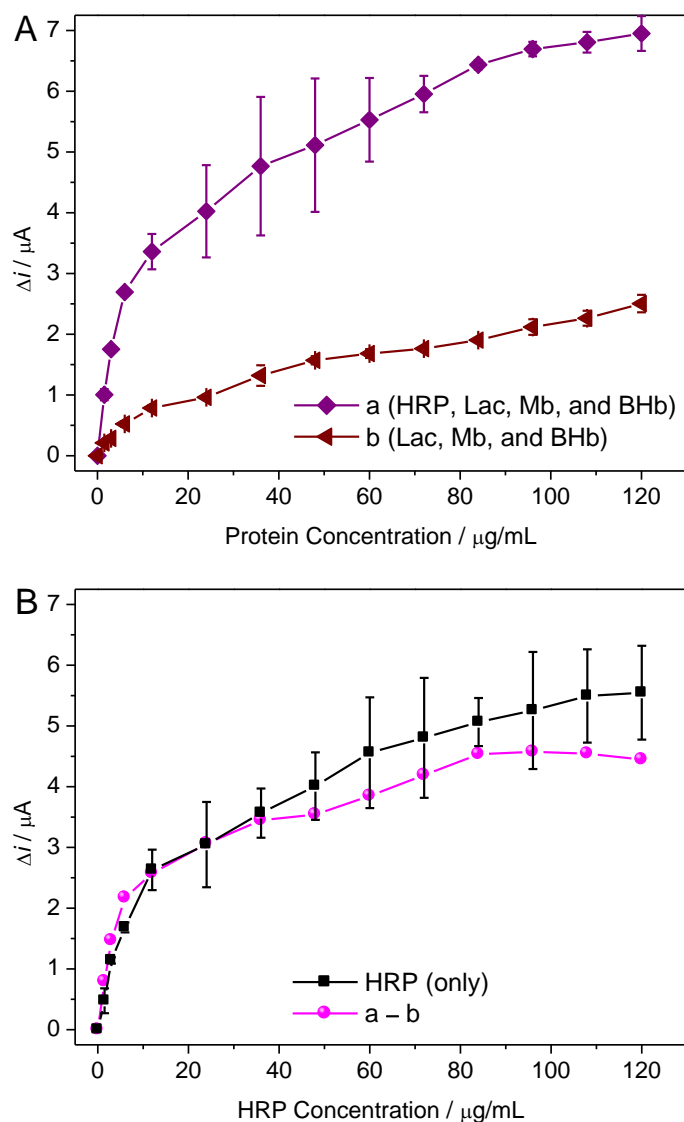 A
7
6
5
4
3
2
1
0
Δi / μA
a (HRP, Lac, Mb, and BHb)
b (Lac, Mb, and BHb)
0 20 40 60 80 100 120
Protein Concentration / μg/mL
B
7
6
5
4
3
2
1
0
Δi / μA
HRP (only)
a – b
0 20 40 60 80 100 120
HRP Concentration / μg/mL